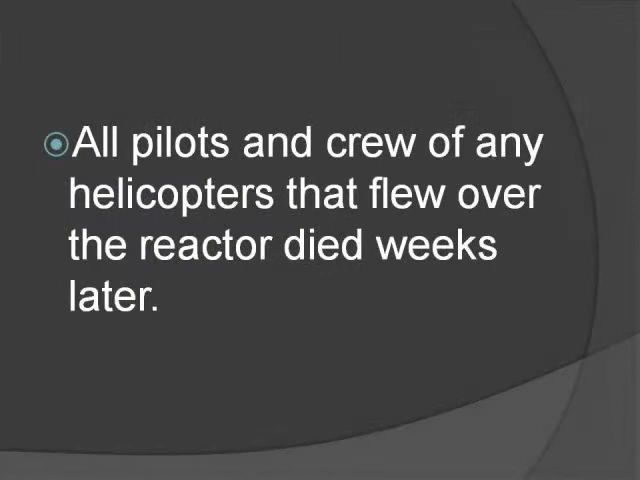 All pilots and crew of any
helicopters that flew over
the reactor died weeks
later.